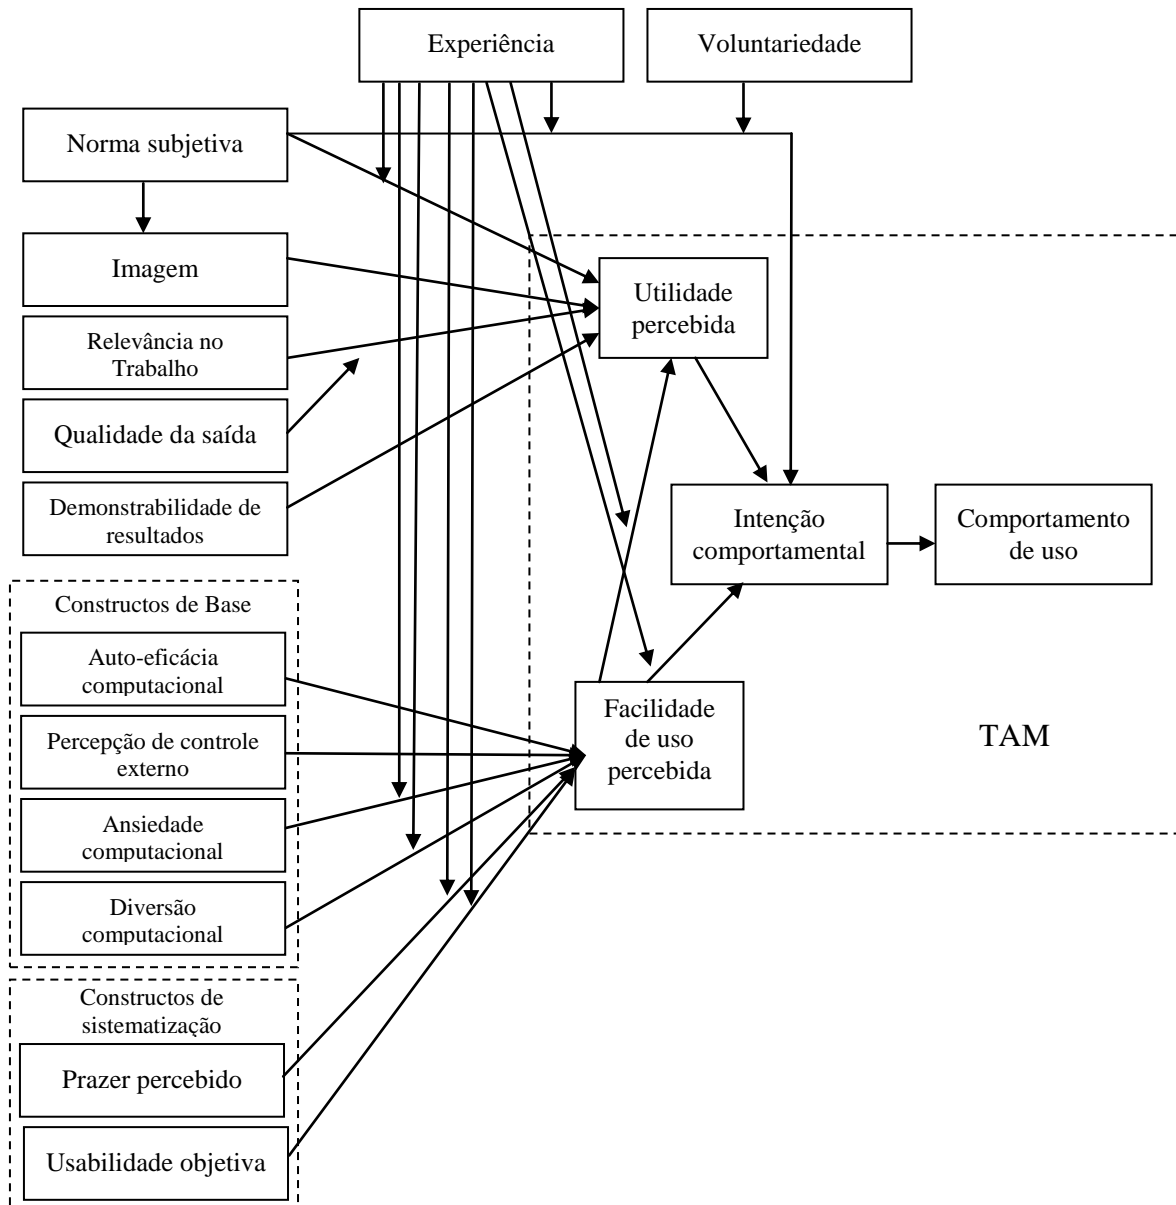 Experiência
Voluntariedade
Norma subjetiva
Imagem
Utilidade
percebida
Relevância no
Trabalho
Qualidade da saída
Demonstrabilidade de
resultados
Intenção
comportamental
Comportamento
de uso
Constructos de Base
Auto-eficácia
computacional
Percepção de controle
externo
Facilidade
de uso
percebida
TAM
Ansiedade
computacional
Diversão
computacional
Constructos de
sistematização
Prazer percebido
Usabilidade objetiva